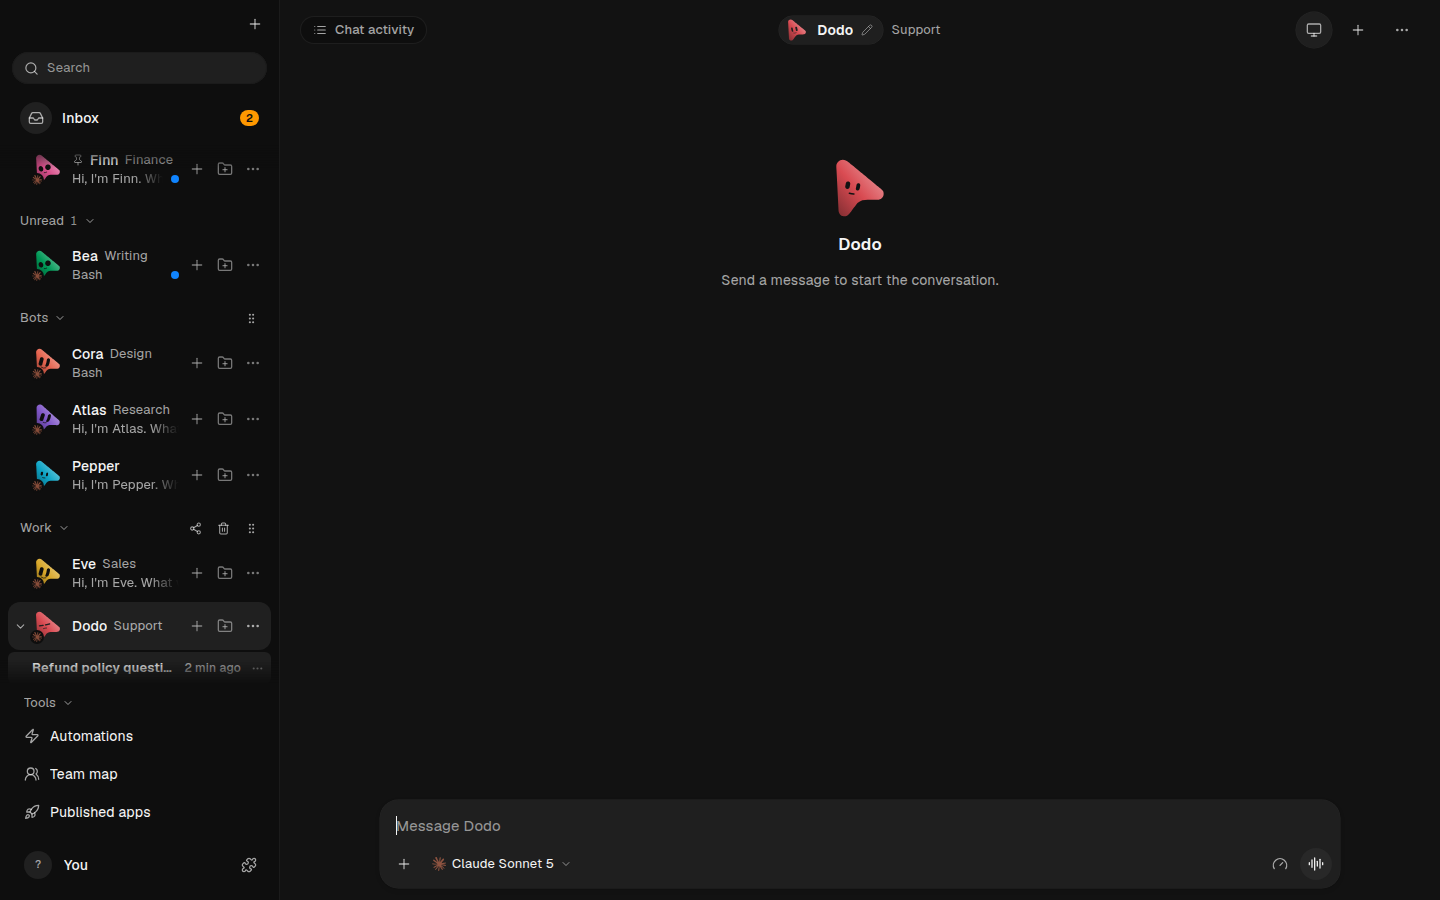 Search
Inbox 2
Finn Finance
Hi, I'm Finn.
Unread 1
Bea Writing
Bash
Bots
Cora Design
Bash
Atlas Research
Hi, I'm Atlas. Wha
Pepper
Hi, I'm Pepper. W
Work
Eve Sales
Hi, I'm Eve. What
Dodo Support
Refund policy questi... 2 min ago
Tools
Automations
Team map
Published apps
? You
Chat activity
Dodo Support
Dodo
Send a message to start the conversation.
Message Dodo
Claude Sonnet 5